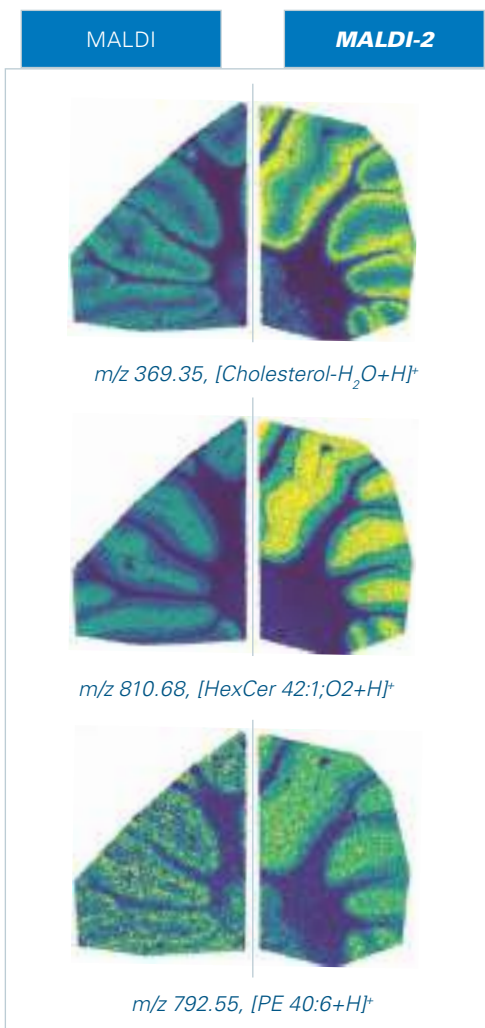 MALDI
MALDI-2
m/z 369.35, [Cholesterol-H₂O+H]⁺
m/z 810.68, [HexCer 42:1;O2+H]⁺
m/z 792.55, [PE 40:6+H]⁺